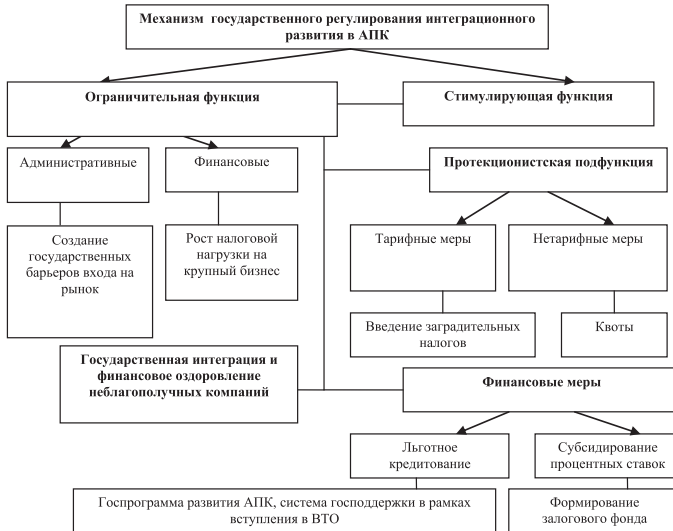 Механизм государственного регулирования интеграционного
развития в АПК
Ограничительная функция
Стимулирующая функция
Административные
Финансовые
Протекционистская подфункция
Создание
государственных
барьеров входа на
рынок
Рост налоговой
нагрузки на
крупный бизнес
Тарифные меры
Нетарифные меры
Введение заградительных
налогов
Квоты
Государственная интеграция и
финансовое оздоровление
неблагополучных компаний
Финансовые меры
Льготное
кредитование
Субсидирование
процентных ставок
Госпрограмма развития АПК, система господдержки в рамках
вступления в ВТО
Формирование
залогового фонда